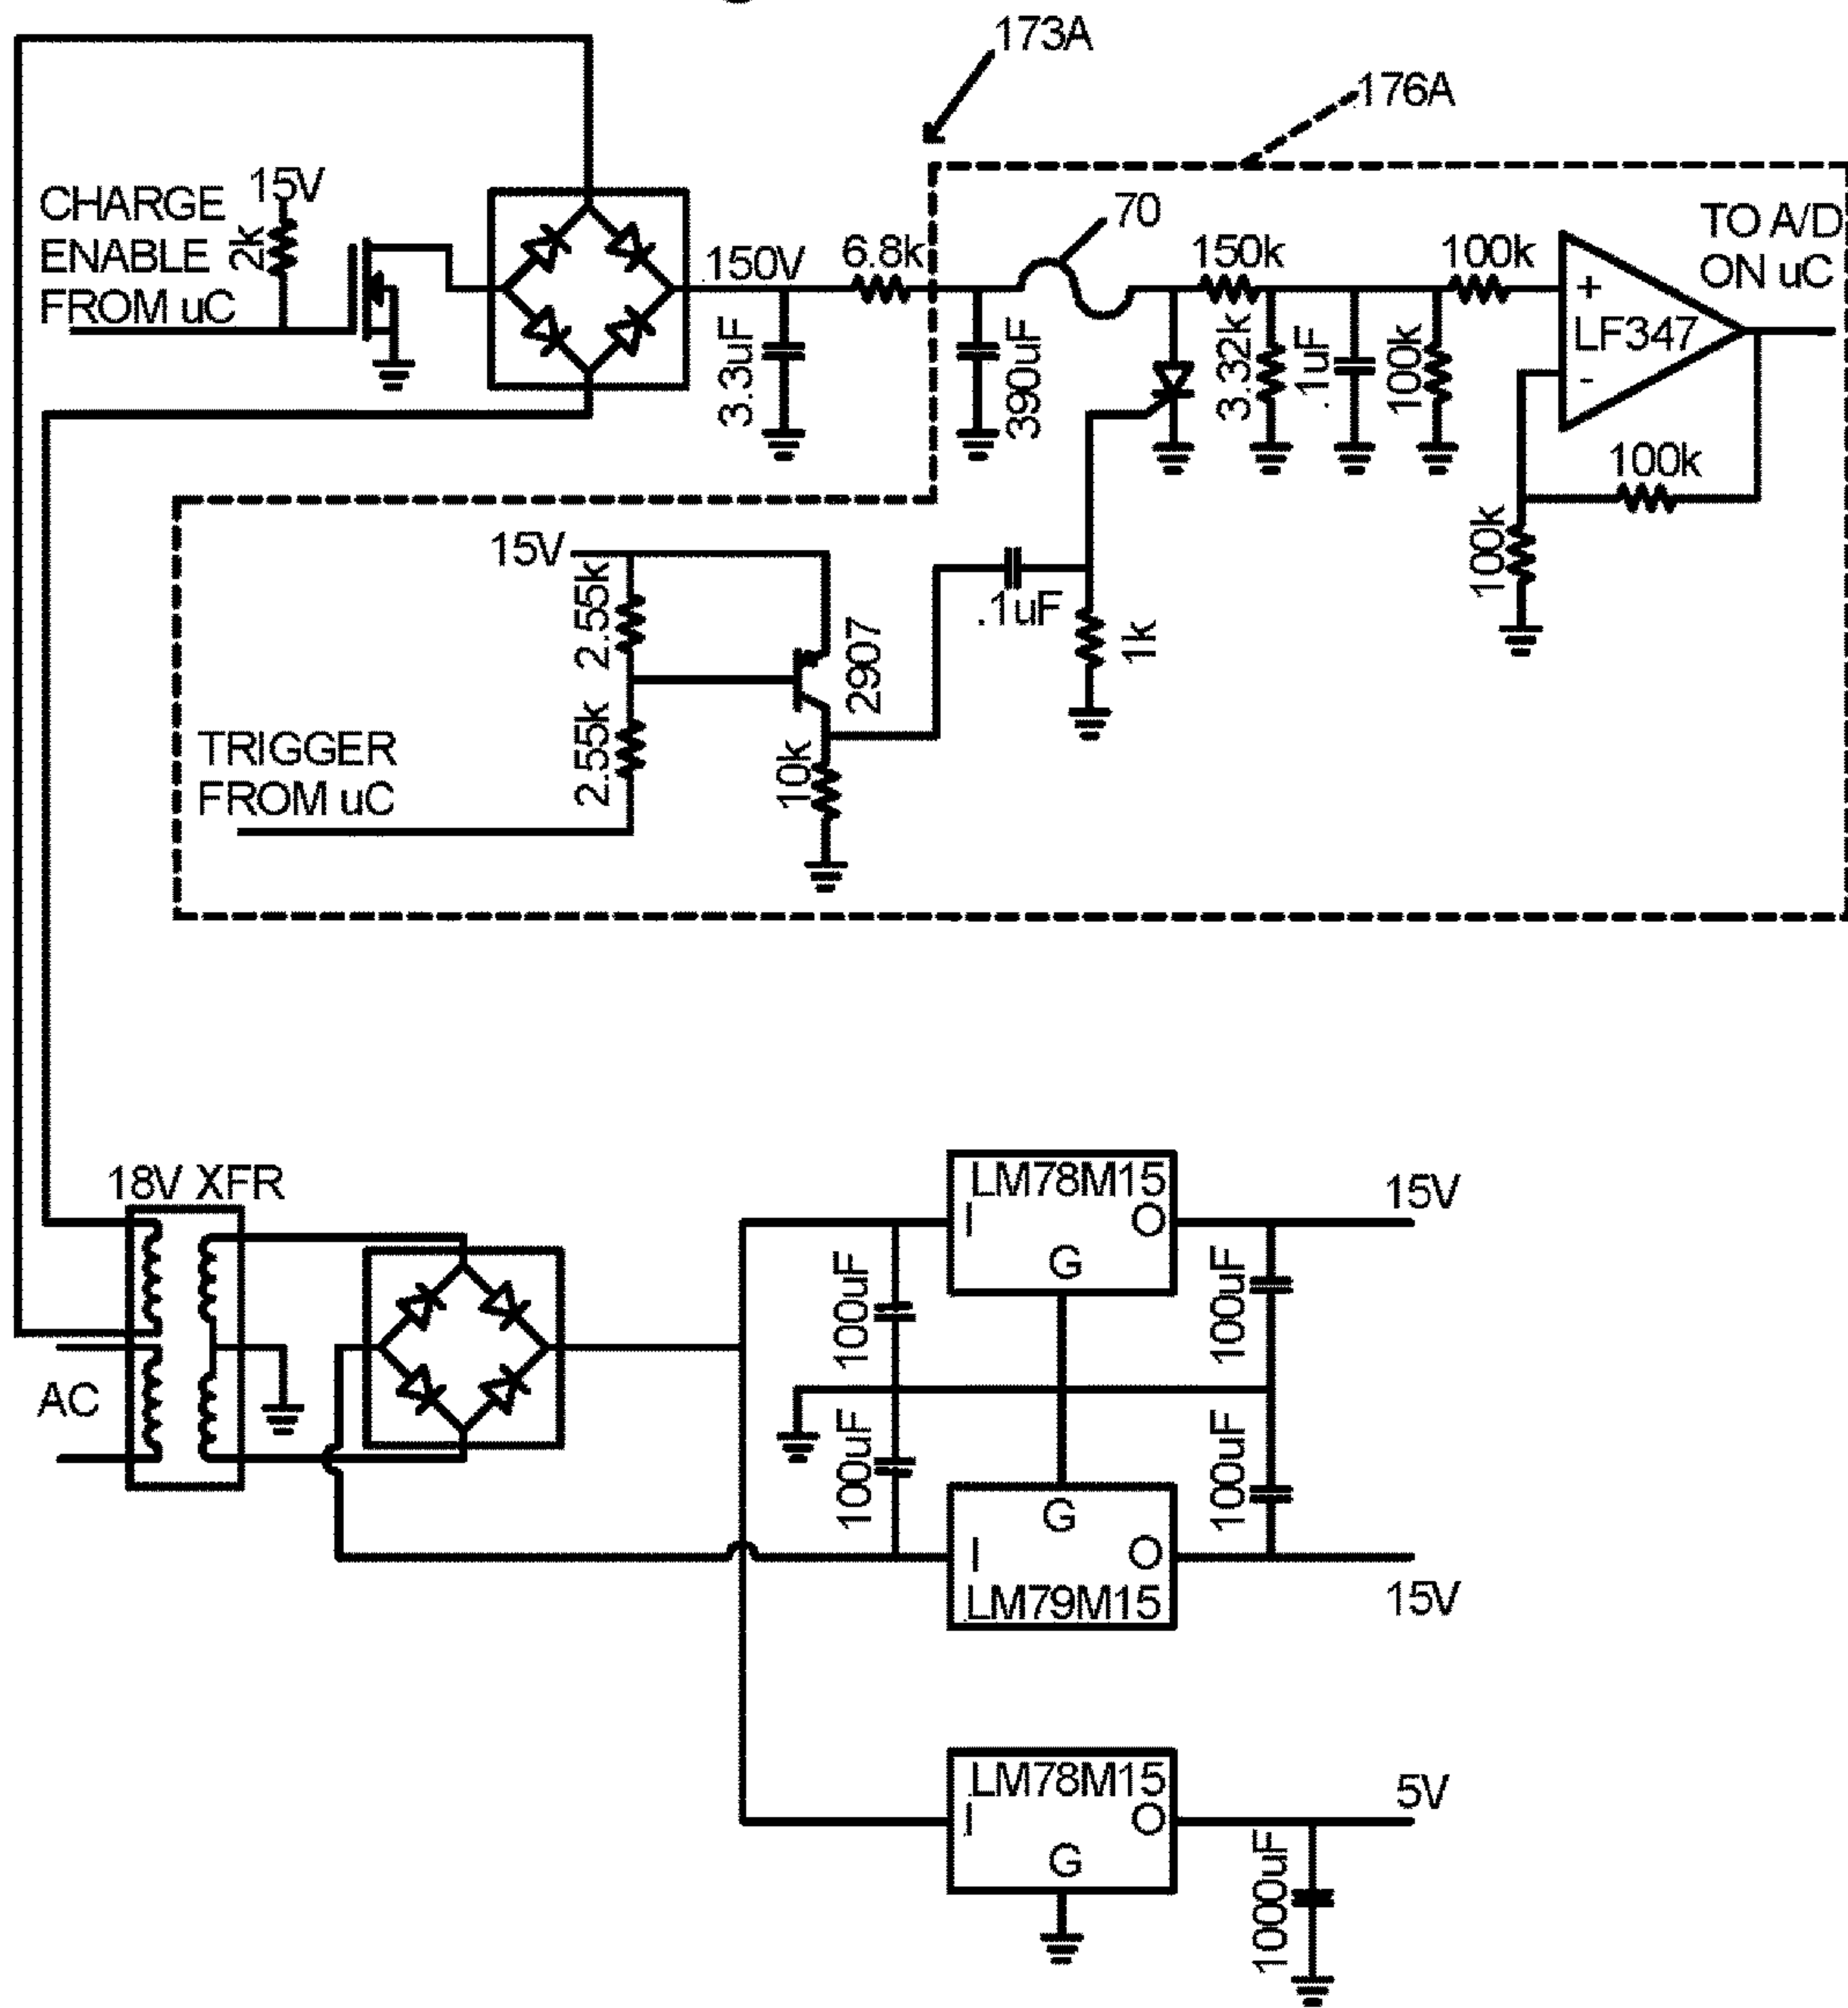 173A
176A
CHARGE
ENABLE
FROM uC
15V
2k
150V
6.8k
70
150k
100k
TO A/D
ON uC
3.3uF
390uF
3.32k
.1uF
100k
+
LF347
-
100k
100k
15V
2.55k
2907
.1uF
1k
2.55k
10k
TRIGGER
FROM uC
18V XFR
AC
LM78M15
I
O
G
15V
100uF
100uF
100uF
100uF
G
I
O
LM79M15
15V
LM78M15
I
O
G
5V
1000uF